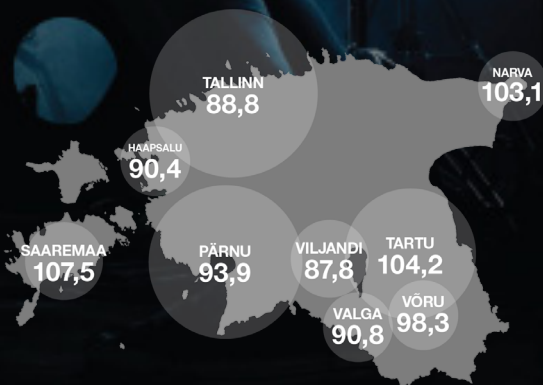 TALLINN
88,8
NARVA
103,1
HAAPSALU
90,4
SAAREMAA
107,5
PÄRNU
93,9
VILJANDI
87,8
TARTU
104,2
VALGA
90,8
VÕRU
98,3